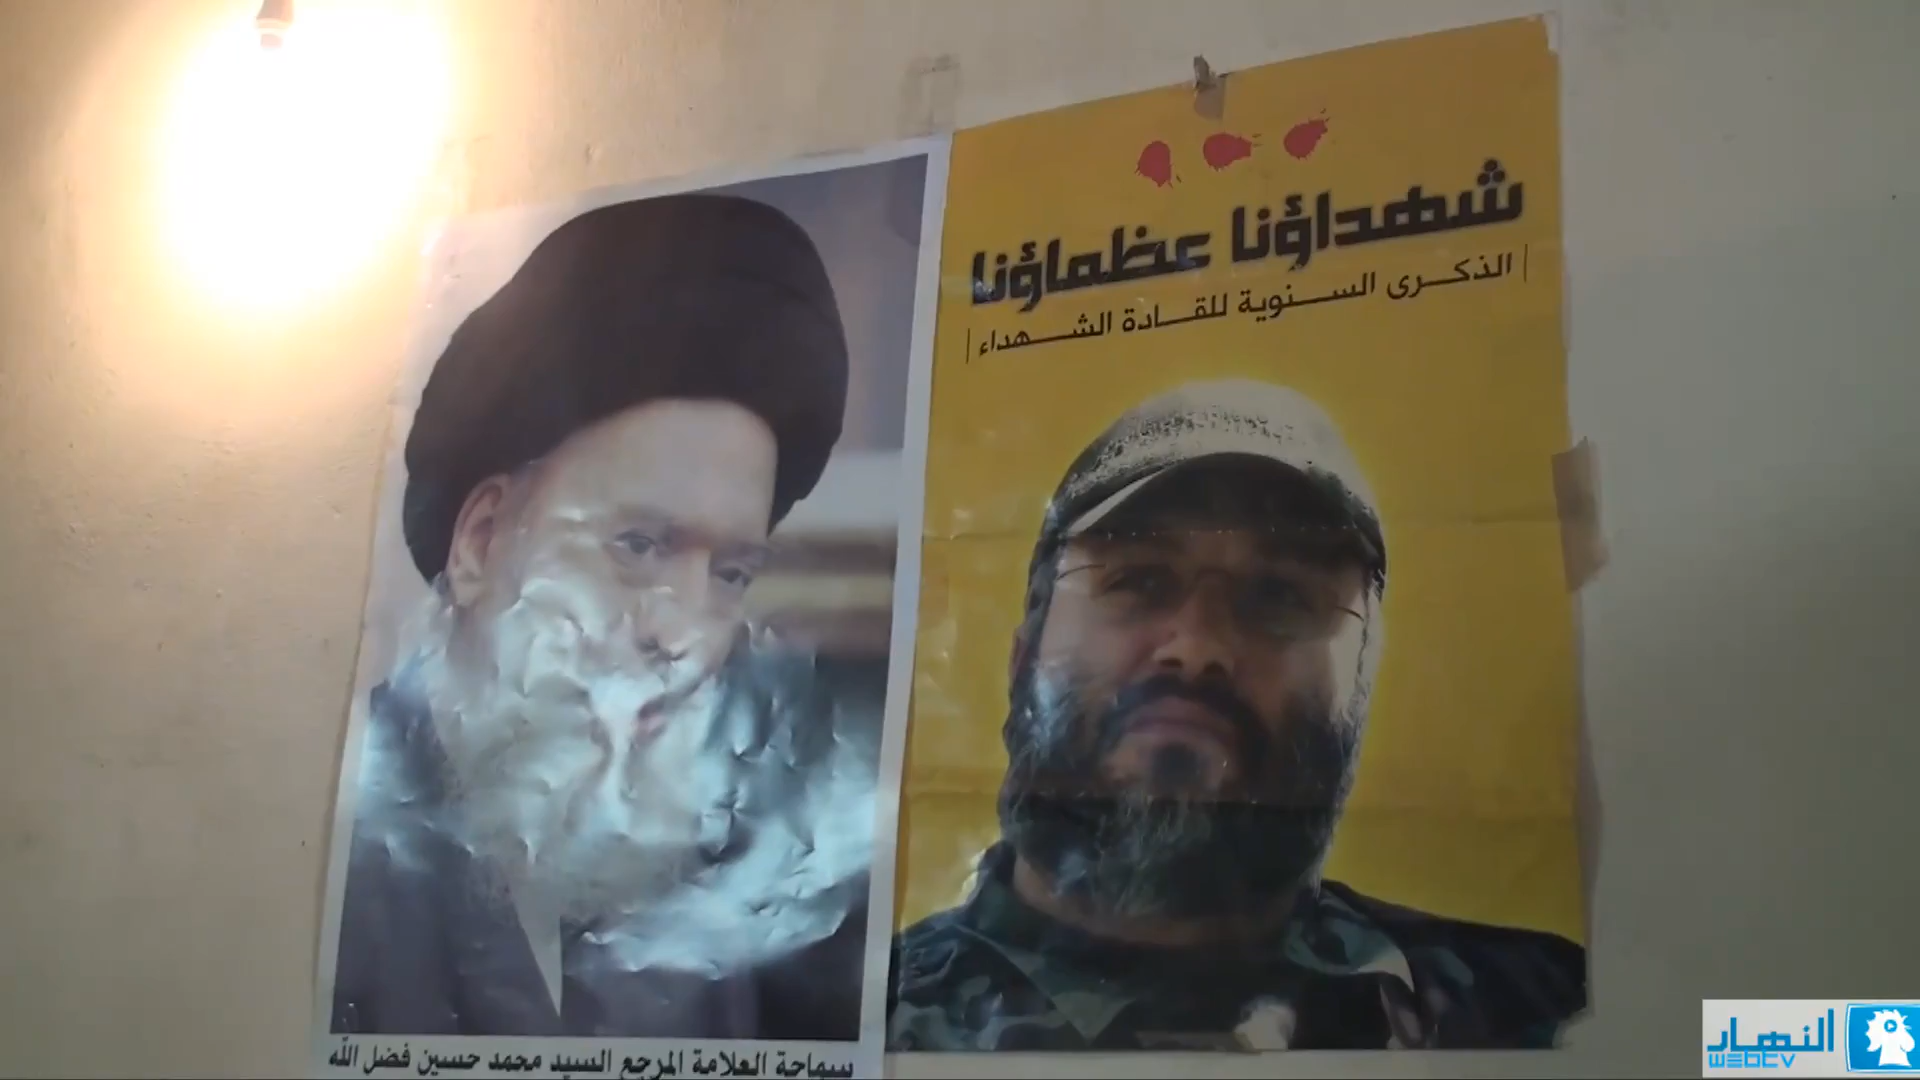 شهداؤنا عظماؤنا
الذكرى السنوية للقادة الشهداء
سماحة العلامة المرجع السيد محمد حسين فضل الله
النهار
WEBTV